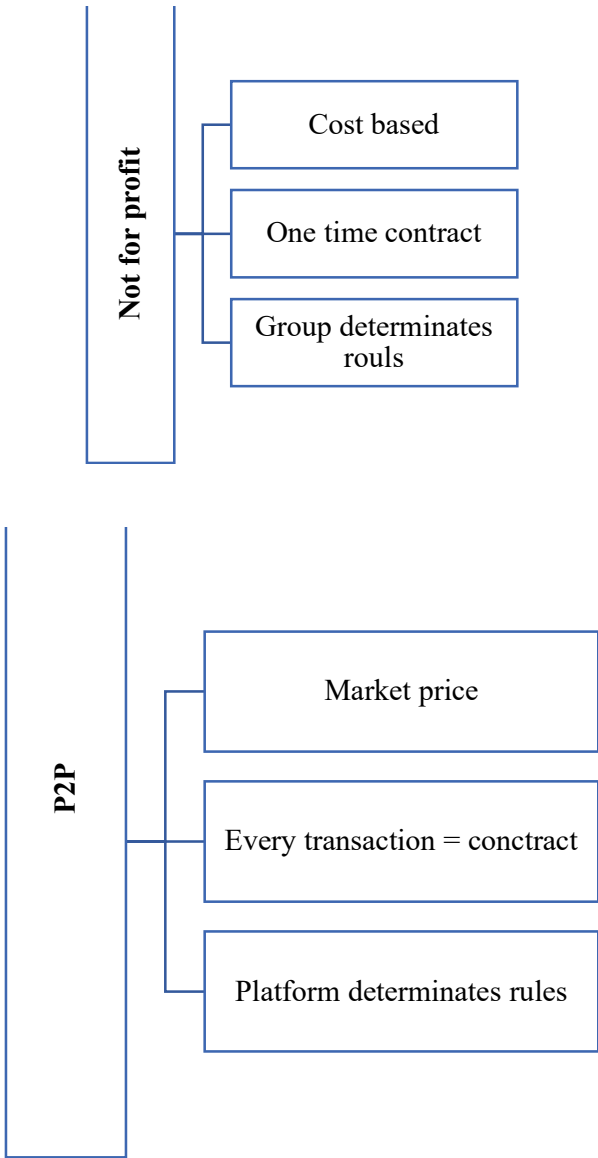 Not for profit
Cost based
One time contract
Group determinates
rouls
P2P
Market price
Every transaction = conctract
Platform determinates rules